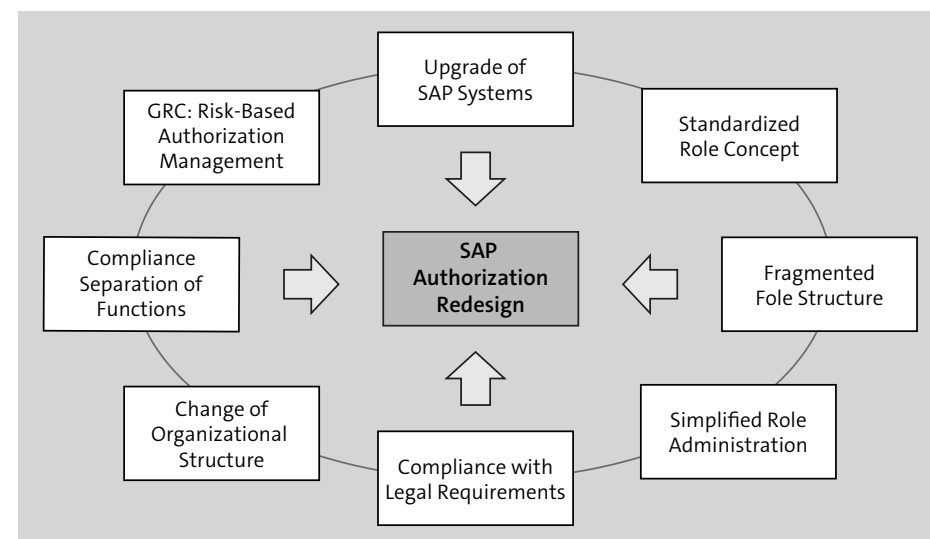 Upgrade of
SAP Systems
GRC: Risk-Based
Authorization
Management
Standardized
Role Concept
SAP
Authorization
Redesign
Compliance
Separation of
Functions
Fragmented
Fole Structure
Change of
Organizational
Structure
Simplified Role
Administration
Compliance with
Legal Requirements